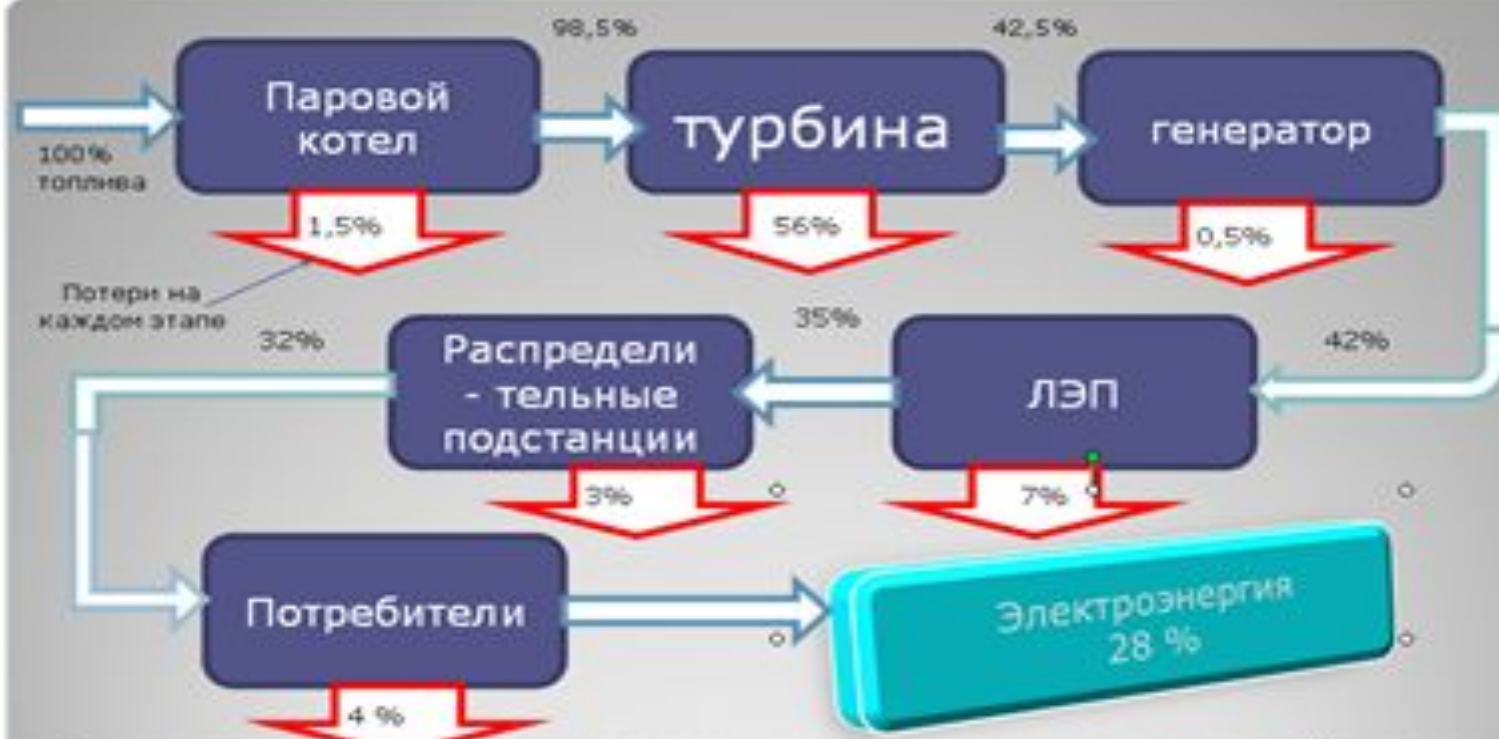 98,5%
42,5%
Паровой
котел
турбина
генератор
100%
топлива
1,5%
56%
0,5%
Потери на
каждом этапе
32%
35%
42%
Распредели
- тельные
подстанции
ЛЭП
3%
7%
Потребители
Электроэнергия
28 %
4 %